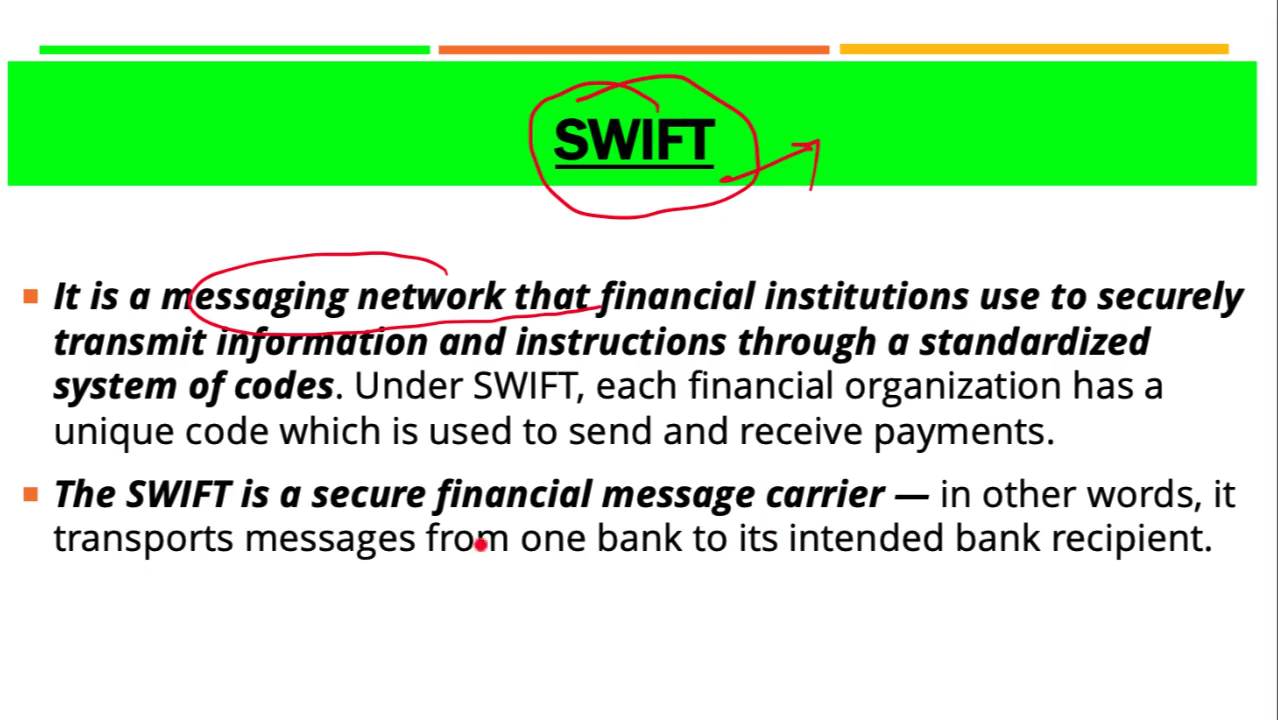 SWIFT
It is a messaging network that financial institutions use to securely
transmit information and instructions through a standardized
system of codes. Under SWIFT, each financial organization has a
unique code which is used to send and receive payments.
The SWIFT is a secure financial message carrier — in other words, it
transports messages from one bank to its intended bank recipient.